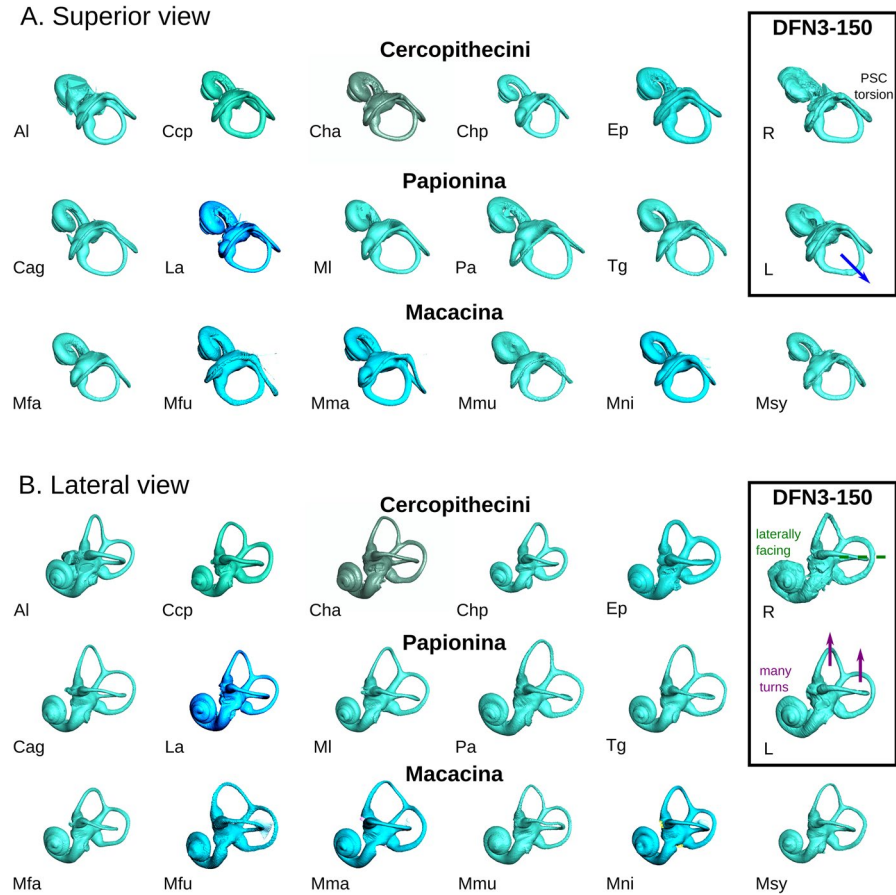 A. Superior view
Cercopithecini
DFN3-150
PSC
torsion
Al
Ccp
Cha
Chp
Ep
R
Papionina
Cag
La
Ml
Pa
Tg
L
Macacina
Mfa
Mfu
Mma
Mmu
Mni
Msy
B. Lateral view
Cercopithecini
DFN3-150
laterally
facing
Al
Ccp
Cha
Chp
Ep
R
Papionina
many
turns
Cag
La
Ml
Pa
Tg
L
Macacina
Mfa
Mfu
Mma
Mmu
Mni
Msy